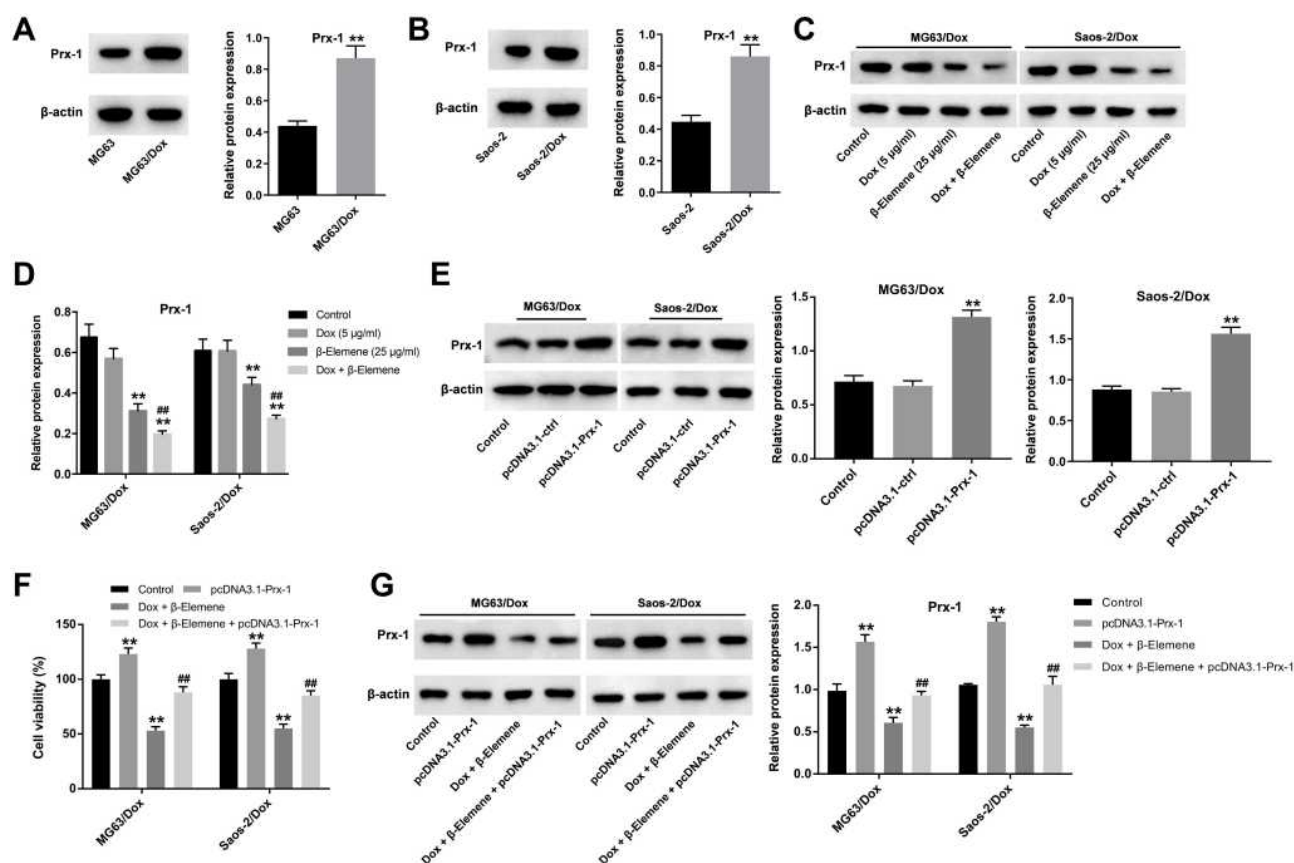 A
Prx-1
β-actin
MG63
MG63/Dox
Prx-1
**
Relative protein expression
1.0
0.8
0.6
0.4
0.2
0.0
MG63
MG63/Dox
B
Prx-1
β-actin
Saos-2
Saos-2/Dox
Prx-1
**
Relative protein expression
1.0
0.8
0.6
0.4
0.2
0.0
Saos-2
Saos-2/Dox
C
MG63/Dox
Saos-2/Dox
Prx-1
β-actin
Control
Dox (5 μg/ml)
β-Elemene (25 μg/ml)
Dox + β-Elemene
Control
Dox (5 μg/ml)
β-Elemene (25 μg/ml)
Dox + β-Elemene
D
Prx-1
Relative protein expression
0.8
0.6
0.4
0.2
0.0
**
##
**
**
##
**
MG63/Dox
Saos-2/Dox
Control
Dox (5 μg/ml)
β-Elemene (25 μg/ml)
Dox + β-Elemene
E
MG63/Dox
Saos-2/Dox
Prx-1
β-actin
Control
pcDNA3.1-ctrl
pcDNA3.1-Prx-1
Control
pcDNA3.1-ctrl
pcDNA3.1-Prx-1
MG63/Dox
**
Relative protein expression
1.5
1.0
0.5
0.0
Control
pcDNA3.1-ctrl
pcDNA3.1-Prx-1
Saos-2/Dox
**
Relative protein expression
2.0
1.5
1.0
0.5
0.0
Control
pcDNA3.1-ctrl
pcDNA3.1-Prx-1
F
Control
pcDNA3.1-Prx-1
Dox + β-Elemene
Dox + β-Elemene + pcDNA3.1-Prx-1
Cell viability (%)
150
100
50
0
**
**
##
**
**
##
MG63/Dox
Saos-2/Dox
G
MG63/Dox
Saos-2/Dox
Prx-1
β-actin
Control
pcDNA3.1-Prx-1
Dox + β-Elemene
Dox + β-Elemene + pcDNA3.1-Prx-1
Control
pcDNA3.1-Prx-1
Dox + β-Elemene
Dox + β-Elemene + pcDNA3.1-Prx-1
Prx-1
Relative protein expression
2.0
1.5
1.0
0.5
0.0
**
**
##
**
**
##
MG63/Dox
Saos-2/Dox
Control
pcDNA3.1-Prx-1
Dox + β-Elemene
Dox + β-Elemene + pcDNA3.1-Prx-1